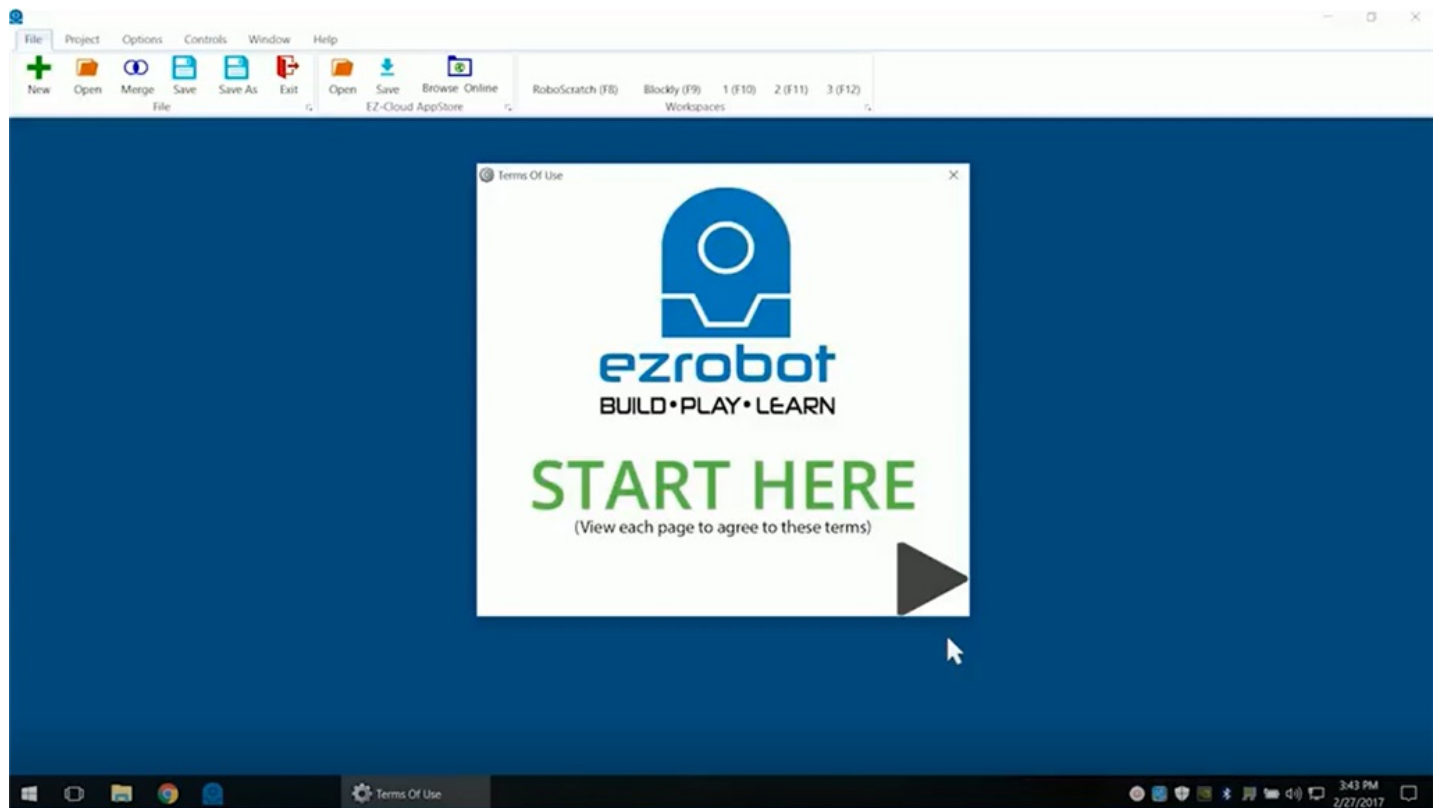 File Project Options Controls Window Help
New Open Merge Save Save As Exit Open Save Browse Online RoboScratch (F8) Blockly (F9) 1 (F10) 2 (F11) 3 (F12)
File EZ-Cloud AppStore Workspaces
Terms Of Use
ezrobot
BUILD•PLAY•LEARN
START HERE
(View each page to agree to these terms)
Terms Of Use
3:43 PM
2/27/2017